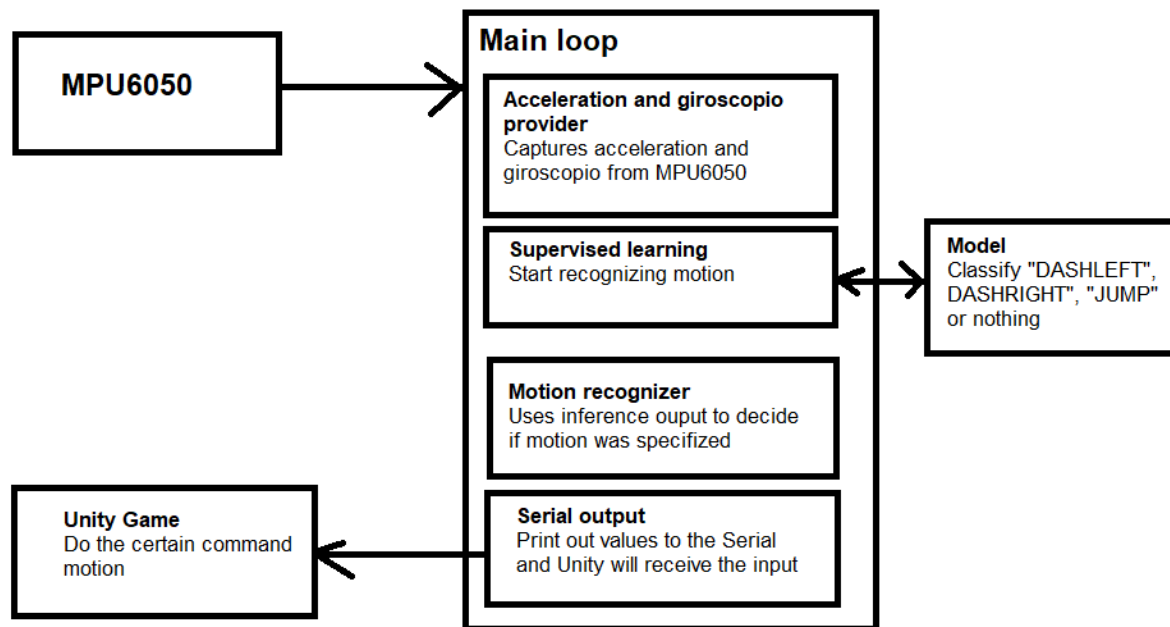 MPU6050
Main loop
Acceleration and giroscopio
provider
Captures acceleration and
giroscopio from MPU6050
Supervised learning
Start recognizing motion
Model
Classify "DASHLEFT",
DASHRIGHT", "JUMP"
or nothing
Motion recognizer
Uses inference ouput to decide
if motion was specifized
Unity Game
Do the certain command
motion
Serial output
Print out values to the Serial
and Unity will receive the input